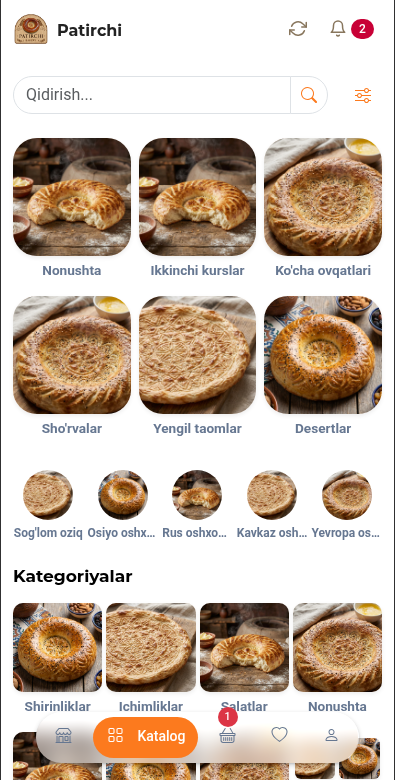 PATIRCHI
Patirchi
2
Qidirish...
Nonushta
Ikkinchi kurslar
Ko'cha ovqatlari
Sho'rvalar
Yengil taomlar
Desertlar
Sog'lom oziq
Osiyo oshx...
Rus oshxo...
Kavkaz osh...
Yevropa os...
Kategoriyalar
Shirinliklar
Ichimliklar
Salatlar
Nonushta
Katalog
1